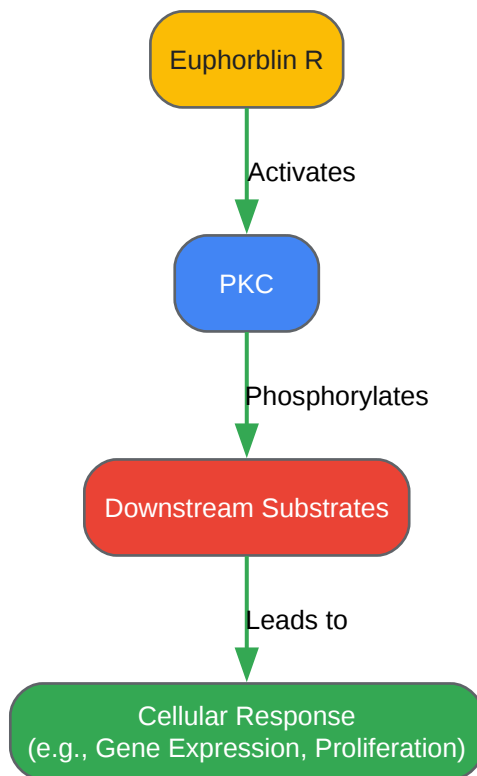 Euphorblin R
Activates
PKC
Phosphorylates
Downstream Substrates
Leads to
Cellular Response
(e.g., Gene Expression, Proliferation)